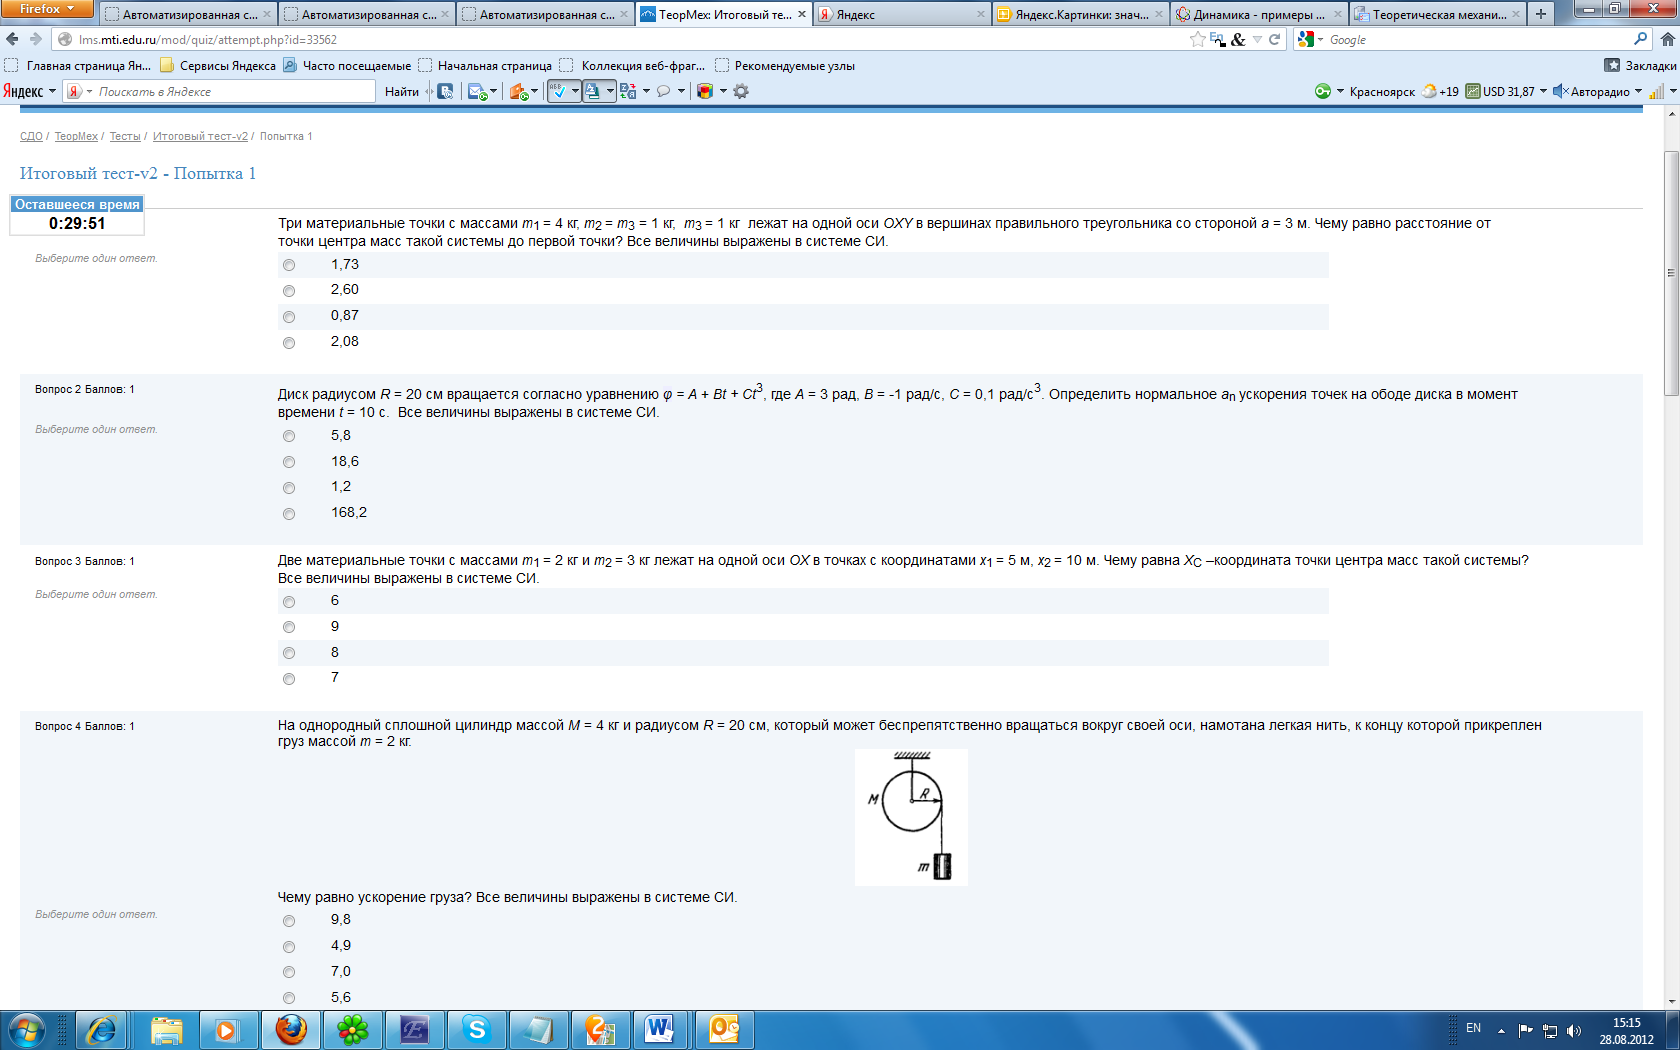 Firefox
Автоматизированная с...
Автоматизированная с...
Автоматизированная с...
ТеорМех: Итоговый те...
Яндекс
Яндекс.Картинки: знач...
Динамика - примеры ...
Теоретическая механи...
lms.mti.edu.ru/mod/quiz/attempt.php?id=33562
Google
Главная страница Ян...
Сервисы Яндекса
Часто посещаемые
Начальная страница
Коллекция веб-фраг...
Рекомендуемые узлы
Закладки
Яндекс
Поискать в Яндексе
Найти
Красноярск
+19
USD 31,87
Авторадио
СДО / ТеорМех / Тесты / Итоговый тест-v2 / Попытка 1
Итоговый тест-v2 - Попытка 1
Оставшееся время
0:29:51
Три материальные точки с массами m1 = 4 кг, m2 = m3 = 1 кг, m3 = 1 кг лежат на одной оси OXY в вершинах правильного треугольника со стороной a = 3 м. Чему равно расстояние от
точки центра масс такой системы до первой точки? Все величины выражены в системе СИ.
Выберите один ответ.
1,73
2,60
0,87
2,08
Вопрос 2 Баллов: 1
Диск радиусом R = 20 см вращается согласно уравнению φ = A + Bt + Ct3, где A = 3 рад, B = -1 рад/с, C = 0,1 рад/с3. Определить нормальное an ускорения точек на ободе диска в момент
времени t = 10 с. Все величины выражены в системе СИ.
Выберите один ответ.
5,8
18,6
1,2
168,2
Вопрос 3 Баллов: 1
Две материальные точки с массами m1 = 2 кг и m2 = 3 кг лежат на одной оси OX в точках с координатами x1 = 5 м, x2 = 10 м. Чему равна XC –координата точки центра масс такой системы?
Все величины выражены в системе СИ.
Выберите один ответ.
6
9
8
7
Вопрос 4 Баллов: 1
На однородный сплошной цилиндр массой M = 4 кг и радиусом R = 20 см, который может беспрепятственно вращаться вокруг своей оси, намотана легкая нить, к концу которой прикреплен
груз массой m = 2 кг.
M
R
m
Чему равно ускорение груза? Все величины выражены в системе СИ.
Выберите один ответ.
9,8
4,9
7,0
5,6
EN
15:15
28.08.2012